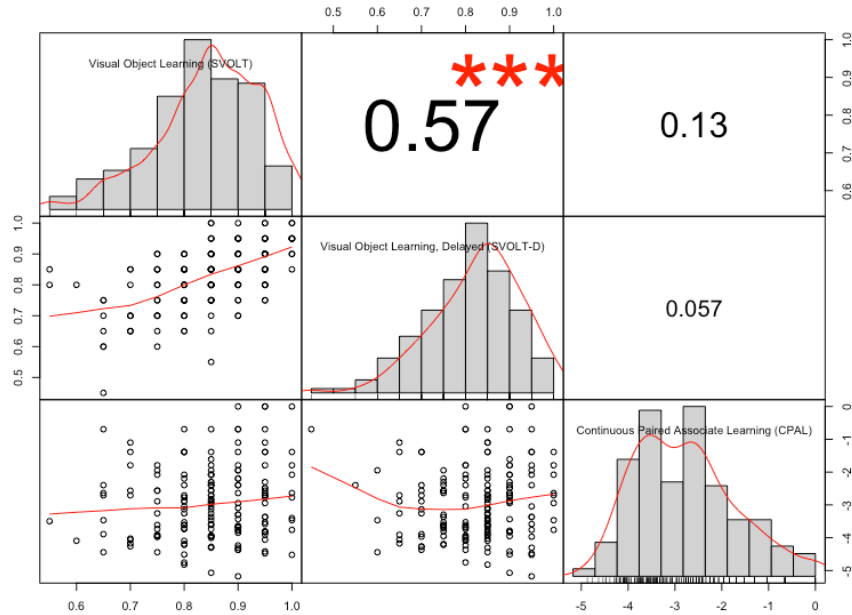 0.5 0.6 0.7 0.8 0.9 1.0
Visual Object Learning (SVOLT)
***
0.57
0.13
0.6 0.7 0.8 0.9 1.0
0.5 0.6 0.7 0.8 0.9 1.0
Visual Object Learning, Delayed (SVOLT-D)
0.057
Continuous Paired Associate Learning (CPAL)
-5 -4 -3 -2 -1 0
0.6 0.7 0.8 0.9 1.0
-5 -4 -3 -2 -1 0